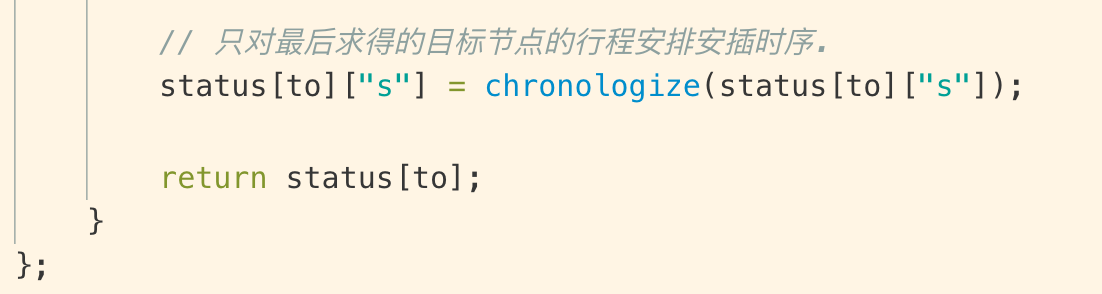 // 只对最后求得的目标节点的行程安排安插时序.
status[to]["s"] = chronologize(status[to]["s"]);
return status[to];
}
};